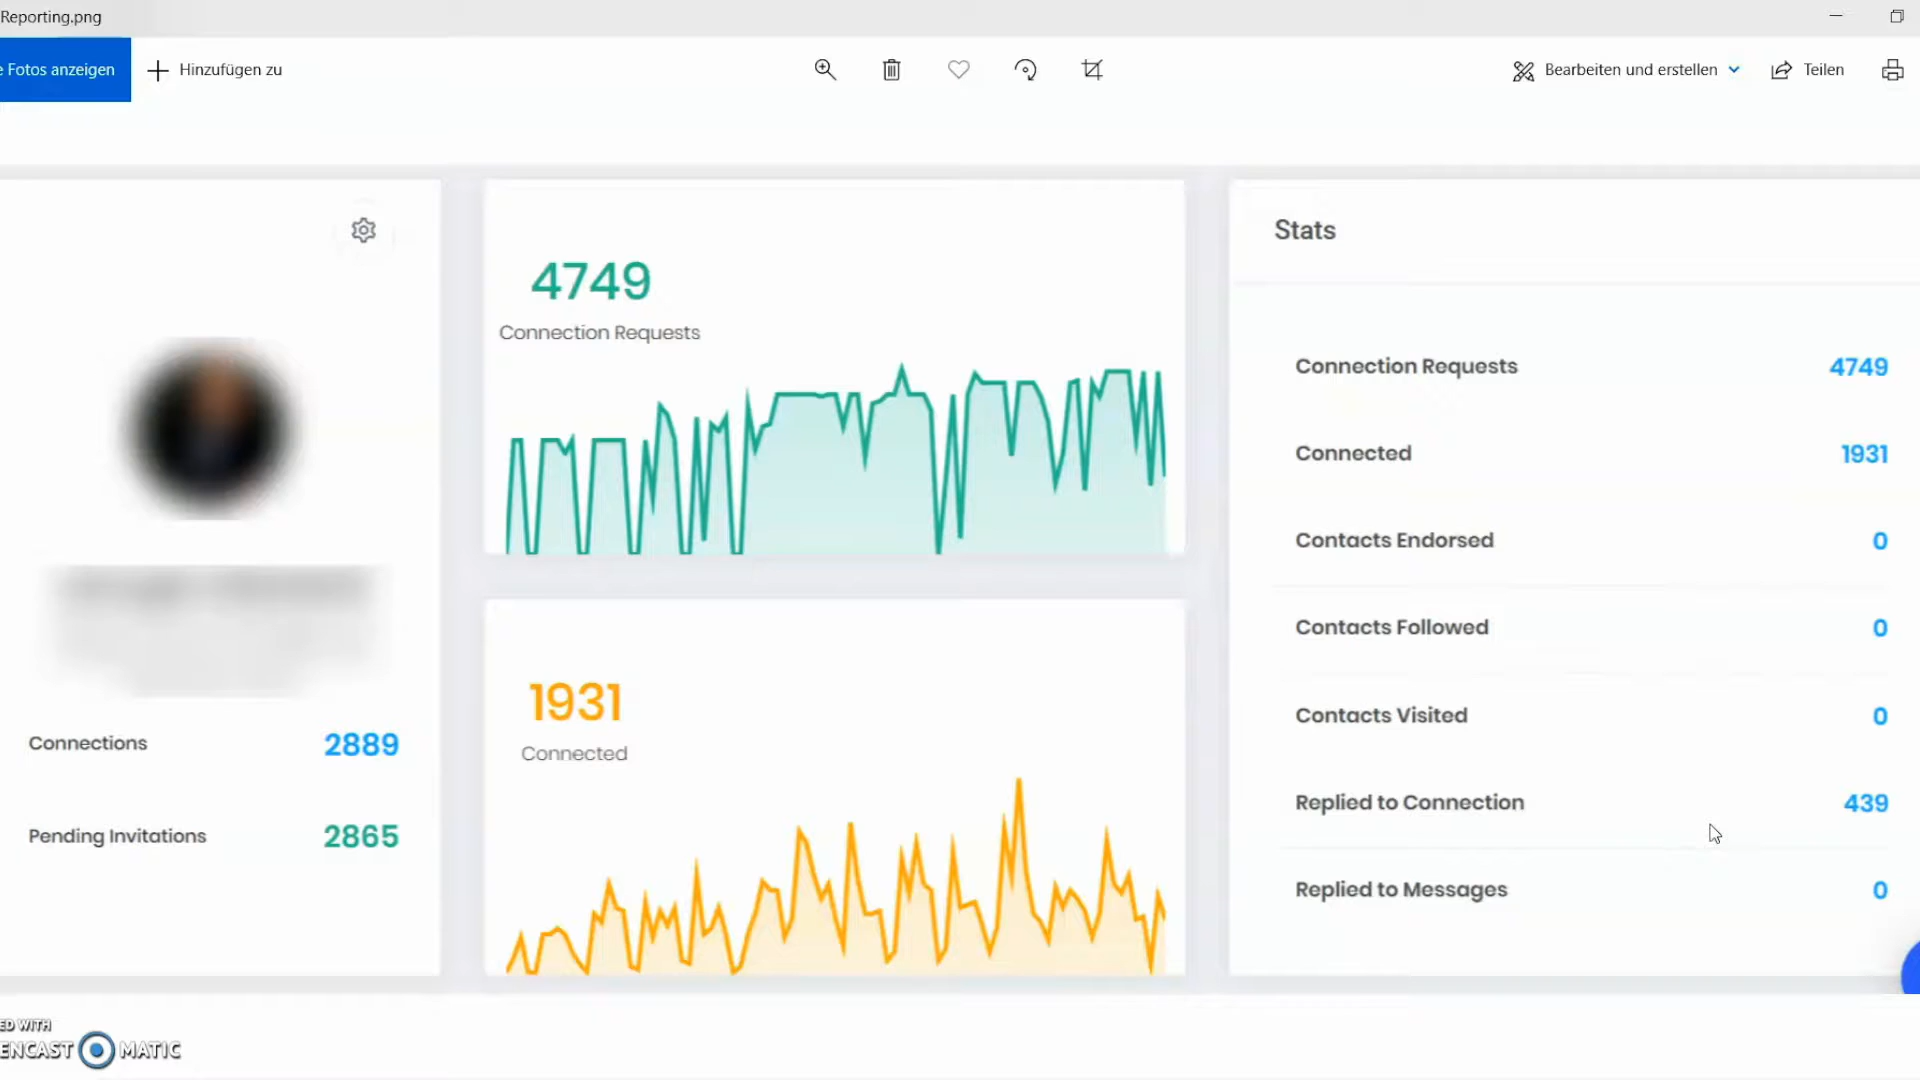 Reporting.png
e Fotos anzeigen
Hinzufügen zu
Bearbeiten und erstellen
Teilen
4749
Connection Requests
1931
Connected
Connections 2889
Pending Invitations 2865
Stats
Connection Requests 4749
Connected 1931
Contacts Endorsed 0
Contacts Followed 0
Contacts Visited 0
Replied to Connection 439
Replied to Messages 0
ED WITH
ENCAST MATIC